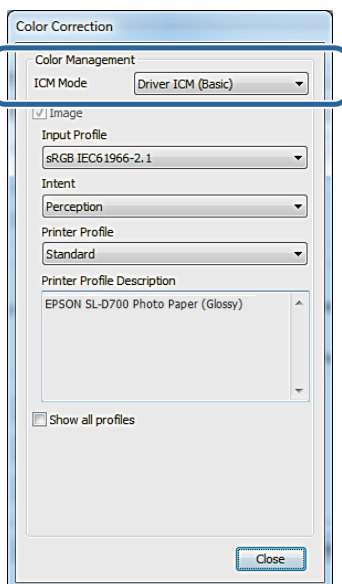 Color Correction
Color Management
ICM Mode Driver ICM (Basic)
Image
Input Profile
sRGB IEC61966-2.1
Intent
Perception
Printer Profile
Standard
Printer Profile Description
EPSON SL-D700 Photo Paper (Glossy)
Show all profiles
Close